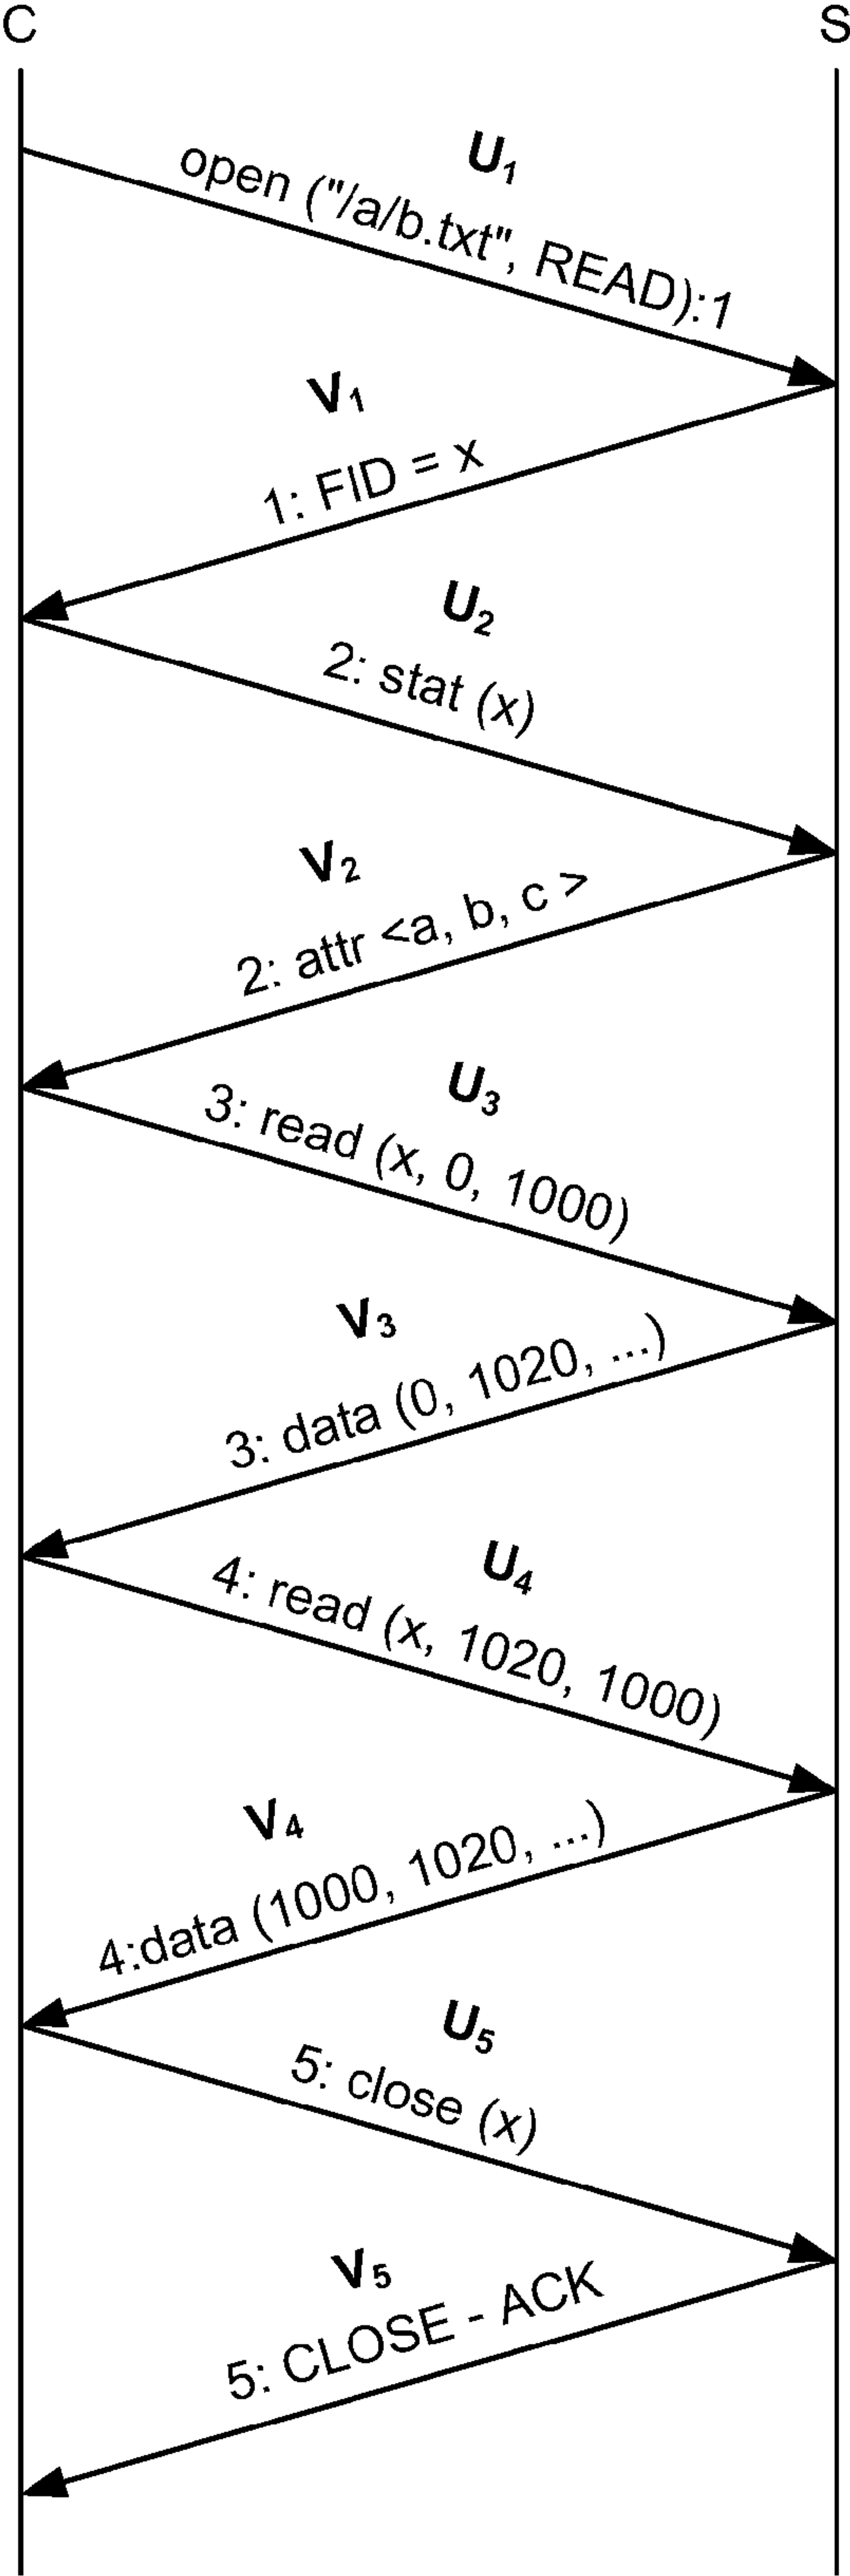 C
S
U1
open ("/a/b.txt", READ):1
V1
1: FID = x
U2
2: stat (x)
V2
2: attr <a, b, c >
U3
3: read (x, 0, 1000)
V3
3: data (0, 1020, ...)
U4
4: read (x, 1020, 1000)
V4
4:data (1000, 1020, ...)
U5
5: close (x)
V5
5: CLOSE - ACK